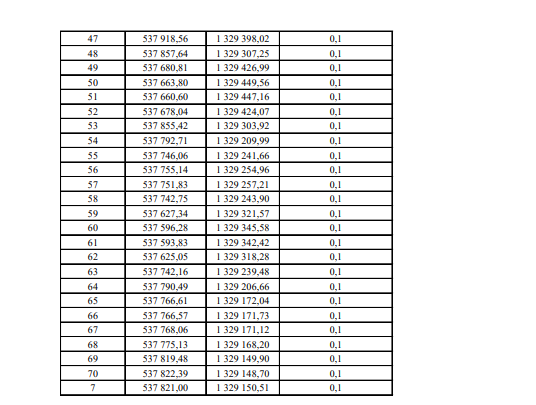 47 537 918,56 1 329 398,02 0,1
48 537 857,64 1 329 307,25 0,1
49 537 680,81 1 329 426,99 0,1
50 537 663,80 1 329 449,56 0,1
51 537 660,60 1 329 447,16 0,1
52 537 678,04 1 329 424,07 0,1
53 537 855,42 1 329 303,92 0,1
54 537 792,71 1 329 209,99 0,1
55 537 746,06 1 329 241,66 0,1
56 537 755,14 1 329 254,96 0,1
57 537 751,83 1 329 257,21 0,1
58 537 742,75 1 329 243,90 0,1
59 537 627,34 1 329 321,57 0,1
60 537 596,28 1 329 345,58 0,1
61 537 593,83 1 329 342,42 0,1
62 537 625,05 1 329 318,28 0,1
63 537 742,16 1 329 239,48 0,1
64 537 790,49 1 329 206,66 0,1
65 537 766,61 1 329 172,04 0,1
66 537 766,57 1 329 171,73 0,1
67 537 768,06 1 329 171,12 0,1
68 537 775,13 1 329 168,20 0,1
69 537 819,48 1 329 149,90 0,1
70 537 822,39 1 329 148,70 0,1
7 537 821,00 1 329 150,51 0,1